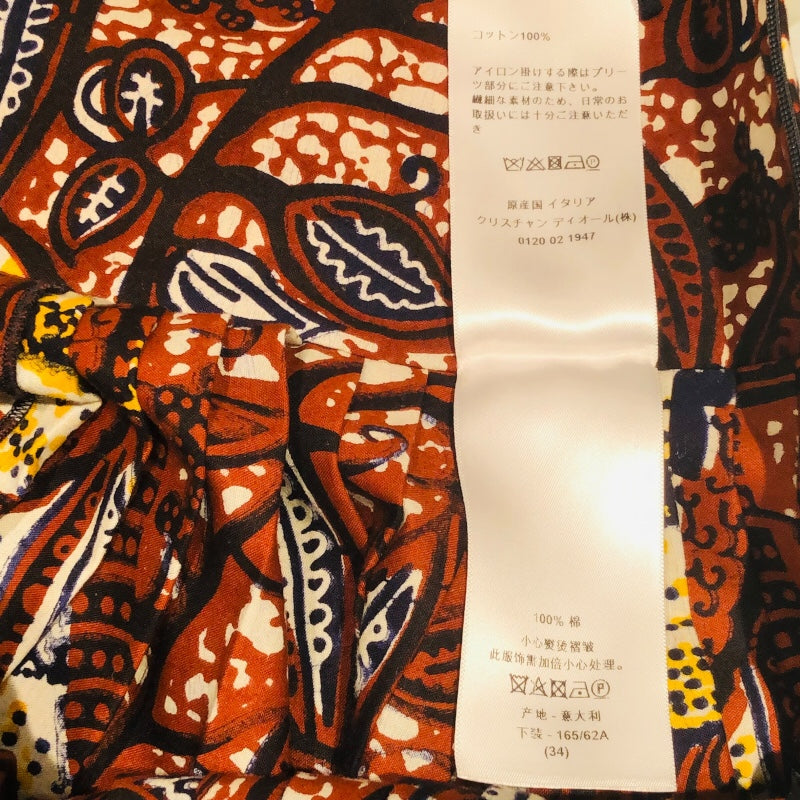 コットン100%
アイロン掛けする際はプリー
ツ部分にご注意下さい。
繊細な素材のため、日常のお
取扱いには十分ご注意いただ
き
原産国 イタリア
クリスチャン ディオール(株)
0120 02 1947
100% 棉
小心熨烫褶皱
此服饰需加倍小心处理。
产地 - 意大利
下装 - 165/62A
(34)